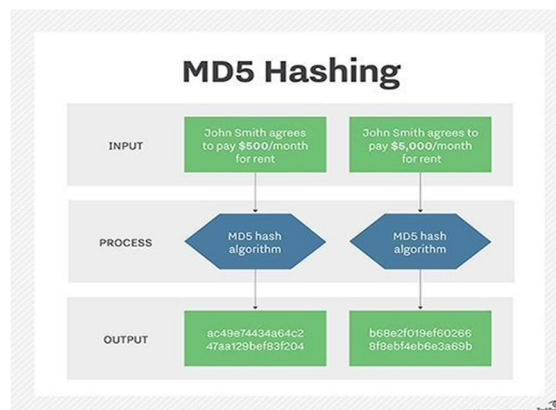 MD5 Hashing
INPUT
John Smith agrees
to pay $500/month
for rent
John Smith agrees to
pay $5,000/month
for rent
PROCESS
MD5 hash
algorithm
MD5 hash
algorithm
OUTPUT
ac49e74434a64c2
47aa129bef83f204
b68e2f019ef60266
8f8ebf4eb6e3a69b